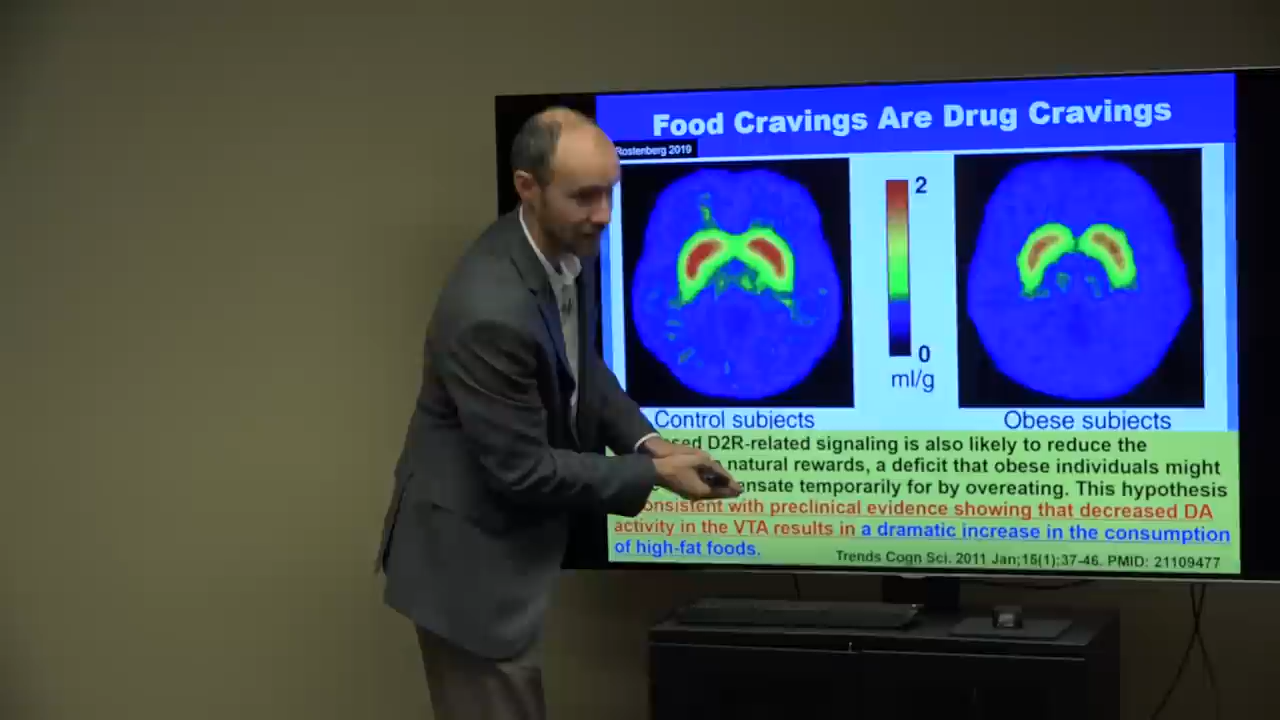 Food Cravings Are Drug Cravings
Rostenberg 2019
2
0
ml/g
Control subjects
Obese subjects
sed D2R-related signaling is also likely to reduce the
natural rewards, a deficit that obese individuals might
ensate temporarily for by overeating. This hypothesis
onsistent with preclinical evidence showing that decreased DA
activity in the VTA results in a dramatic increase in the consumption
of high-fat foods.
Trends Cogn Sci. 2011 Jan;15(1):37-46. PMID: 21109477